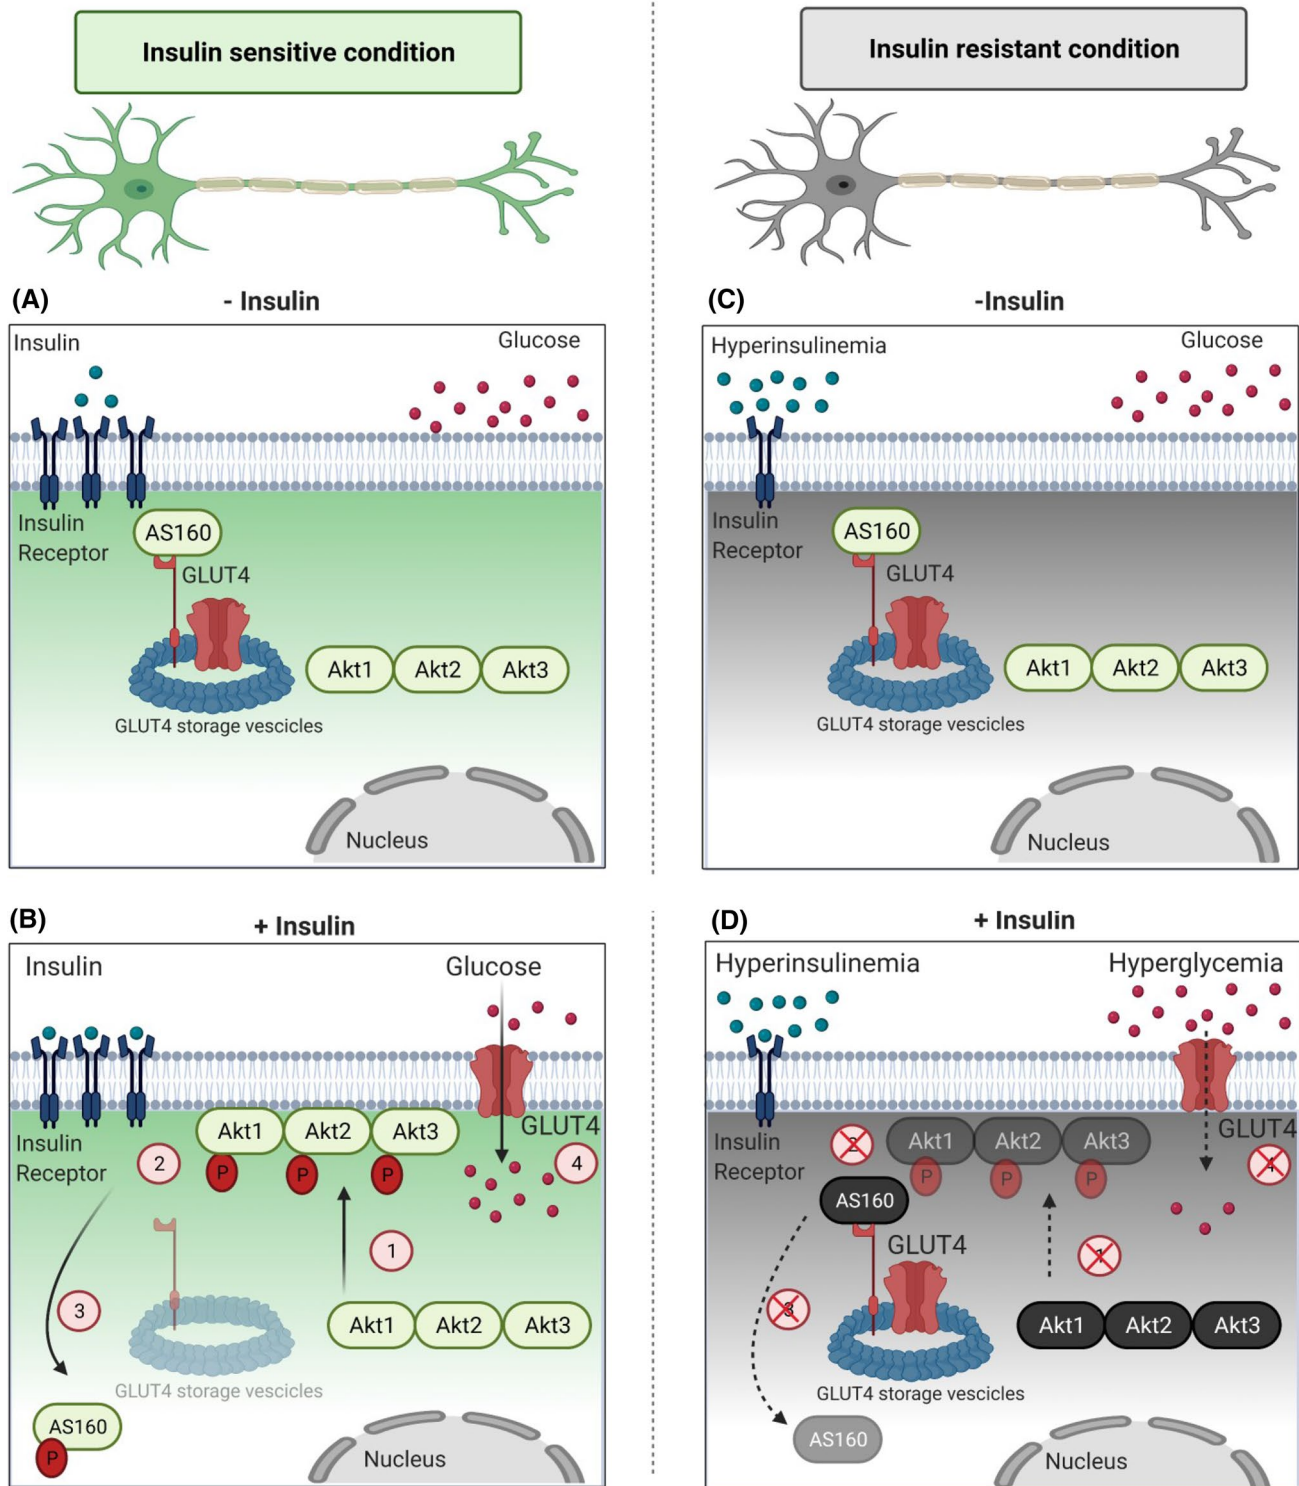 Insulin sensitive condition
Insulin resistant condition
(A)
- Insulin
Insulin
Glucose
Insulin
Receptor
AS160
GLUT4
Akt1 Akt2 Akt3
GLUT4 storage vescicles
Nucleus
(C)
-Insulin
Hyperinsulinemia
Glucose
Insulin
Receptor
AS160
GLUT4
Akt1 Akt2 Akt3
GLUT4 storage vescicles
Nucleus
(B)
+ Insulin
Insulin
Glucose
Insulin
Receptor
2
Akt1 Akt2 Akt3
P P P
GLUT4
4
1
3
Akt1 Akt2 Akt3
GLUT4 storage vescicles
AS160
P
Nucleus
(D)
+ Insulin
Hyperinsulinemia
Hyperglycemia
Insulin
Receptor
2
Akt1 Akt2 Akt3
P P P
GLUT4
4
AS160
GLUT4
1
3
Akt1 Akt2 Akt3
GLUT4 storage vescicles
AS160
Nucleus